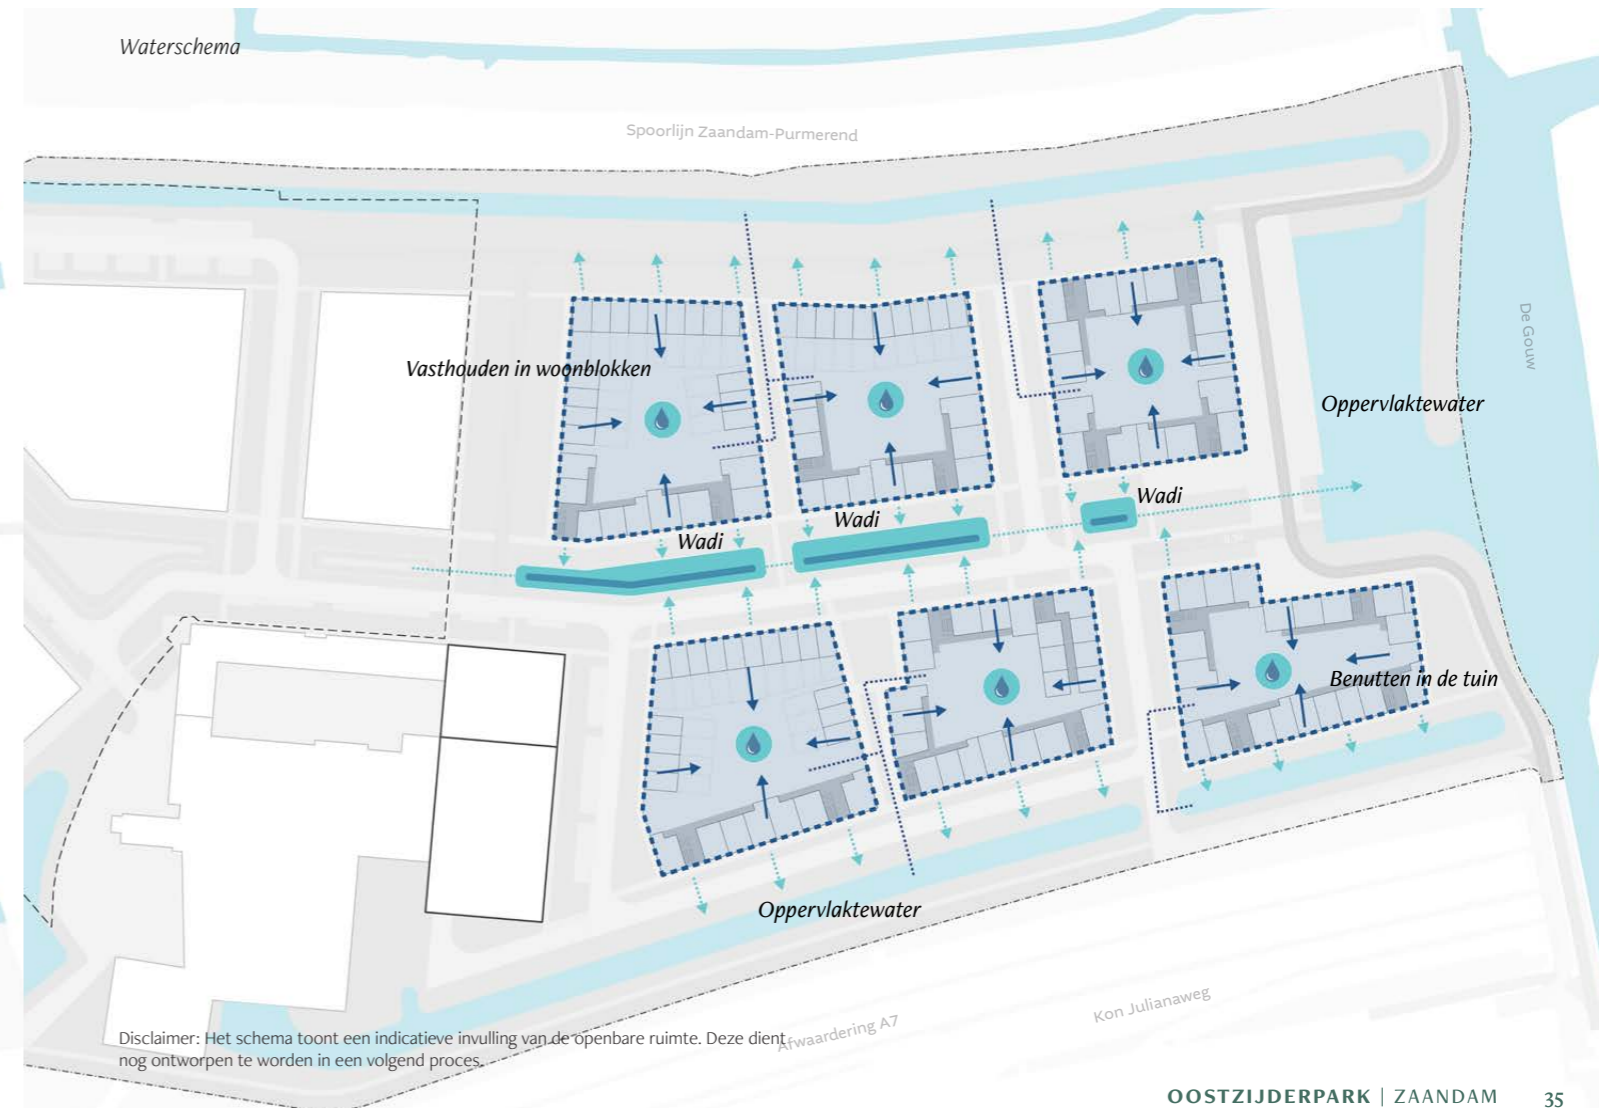 Waterschema
Spoorlijn Zaandam-Purmerend
De Gouw
Vasthouden in woonblokken
Oppervlaktewater
Wadi
Wadi
Wadi
Benutten in de tuin
Oppervlaktewater
Kon Julianaweg
Afwaardering A7
Disclaimer: Het schema toont een indicatieve invulling van de openbare ruimte. Deze dient
nog ontworpen te worden in een volgend proces.
OOSTZIJDERPARK | ZAANDAM 35